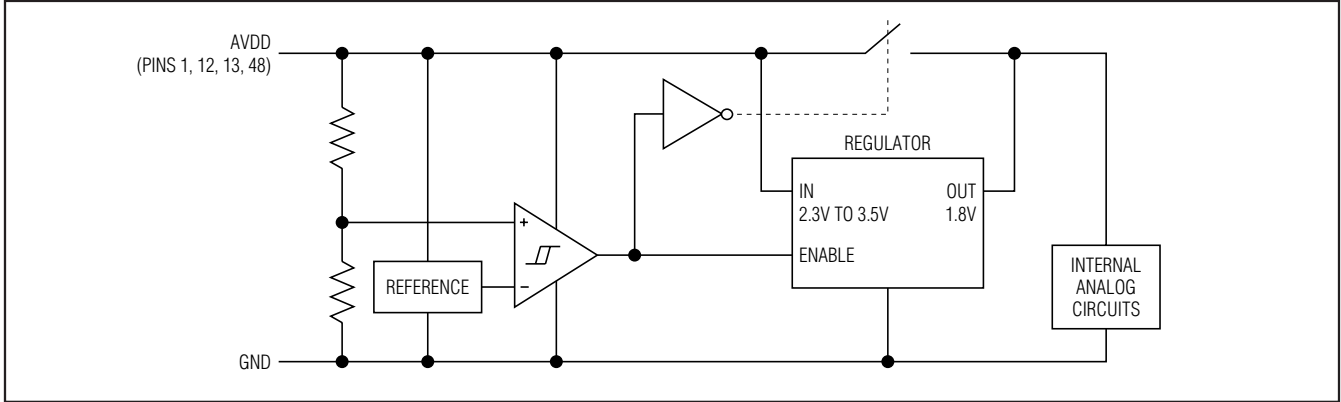 AVDD
(PINS 1, 12, 13, 48)
REGULATOR
IN
OUT
2.3V TO 3.5V
1.8V
+
REFERENCE
−
ENABLE
INTERNAL
ANALOG
CIRCUITS
GND